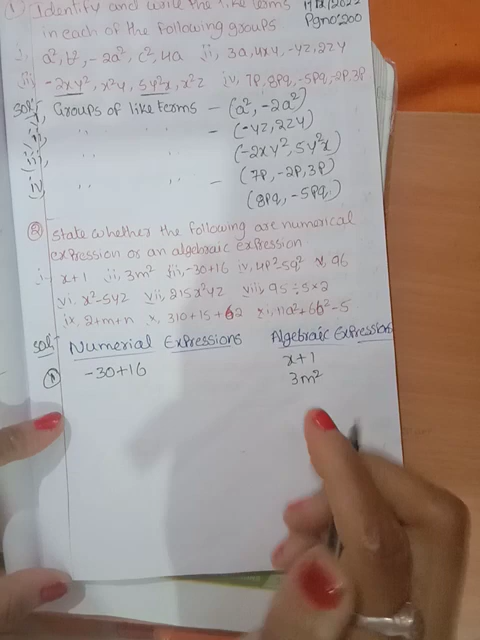 1) Identify and write the like terms
in each of the following groups
Pg no: 200
i, a², b², -2a², c², 4a ii, 3a, 4xy, -yz, 2zy
iii, -2xy², x²y, 5y²x, x²z iv, 7p, 8pq, -5pq, -2p, 3p
Sol:- Groups of like terms - (a², -2a²)
ii, " " - (-yz, 2zy)
iii, " " (-2xy², 5y²x)
iv, " " - (7p, -2p, 3p)
(8pq, -5pq)
2) State whether the following are numerical
expression or an algebraic expression
i. x+1 ii, 3m² iii, -30+16 iv, 4p²-5q² v, 96
vi, x²-5yz vii, 215x²yz viii, 95÷5×2
ix, 2+m+n x, 310+15+62 xi, 11a²+6b²-5
Sol:- Numerial Expressions Algebraic Expressions
-30+16 x+1
3m²